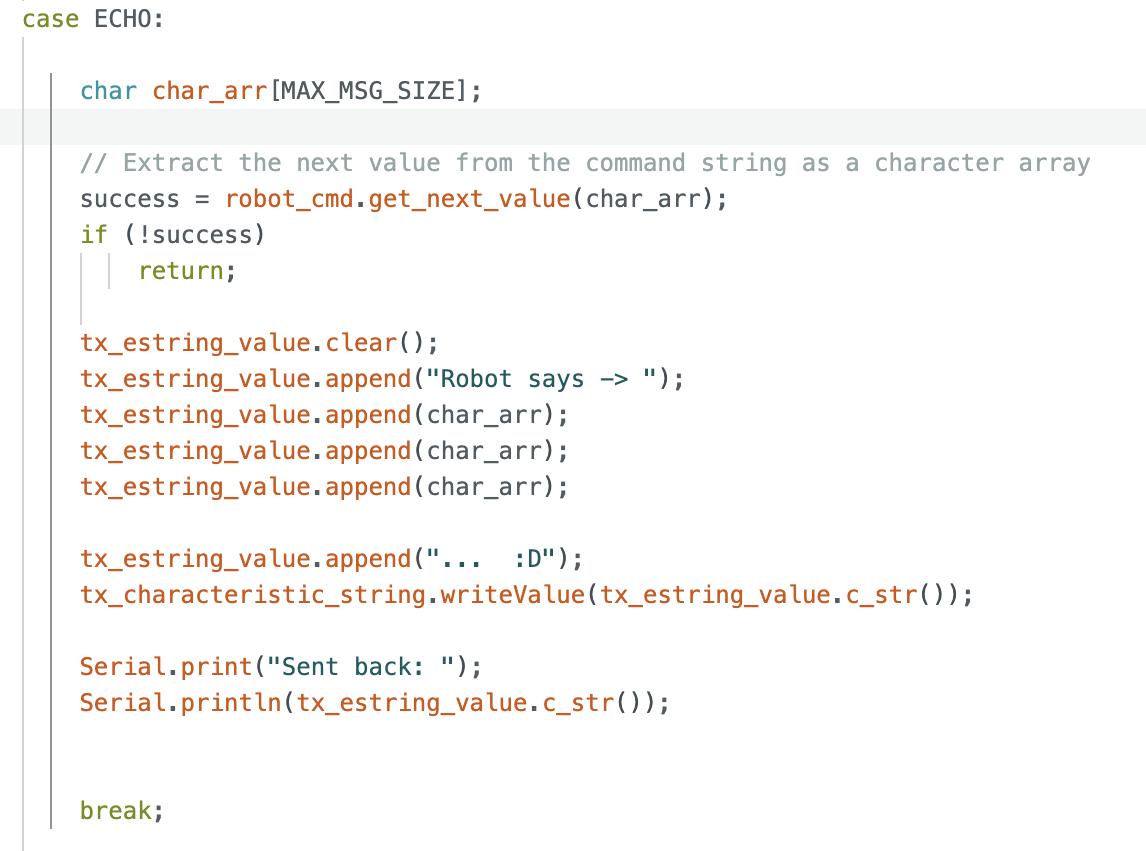 case ECHO:
char char_arr[MAX_MSG_SIZE];
// Extract the next value from the command string as a character array
success = robot_cmd.get_next_value(char_arr);
if (!success)
return;
tx_estring_value.clear();
tx_estring_value.append("Robot says -> ");
tx_estring_value.append(char_arr);
tx_estring_value.append(char_arr);
tx_estring_value.append(char_arr);
tx_estring_value.append("...  :D");
tx_characteristic_string.writeValue(tx_estring_value.c_str());
Serial.print("Sent back: ");
Serial.println(tx_estring_value.c_str());
break;